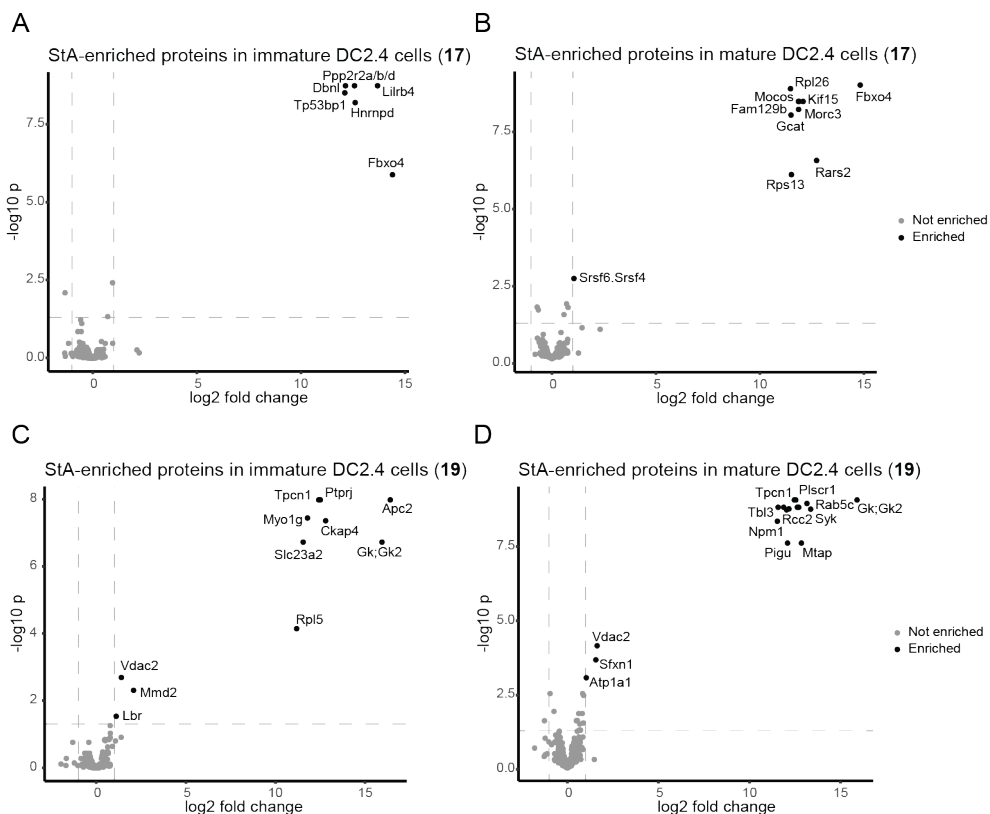 A
StA-enriched proteins in immature DC2.4 cells (17)
Ppp2r2a/b/d
Dbnl
Lilrb4
Tp53bp1
Hnrnpd
Fbxo4
7.5
5.0
2.5
0.0
-log10 p
0 5 10 15
log2 fold change
B
StA-enriched proteins in mature DC2.4 cells (17)
Rpl26
Mocos
Kif15
Fbxo4
Fam129b
Morc3
Gcat
Rars2
Rps13
Srsf6.Srsf4
7.5
5.0
2.5
0.0
-log10 p
0 5 10 15
log2 fold change
Not enriched
Enriched
C
StA-enriched proteins in immature DC2.4 cells (19)
Tpcn1
Ptprj
Apc2
Myo1g
Ckap4
Slc23a2
Gk;Gk2
Rpl5
Vdac2
Mmd2
Lbr
8
6
4
2
0
-log10 p
0 5 10 15
log2 fold change
D
StA-enriched proteins in mature DC2.4 cells (19)
Tpcn1
Plscr1
Rab5c
Gk;Gk2
Tbl3
Rcc2
Syk
Npm1
Pigu
Mtap
Vdac2
Sfxn1
Atp1a1
7.5
5.0
2.5
0.0
-log10 p
0 5 10 15
log2 fold change
Not enriched
Enriched